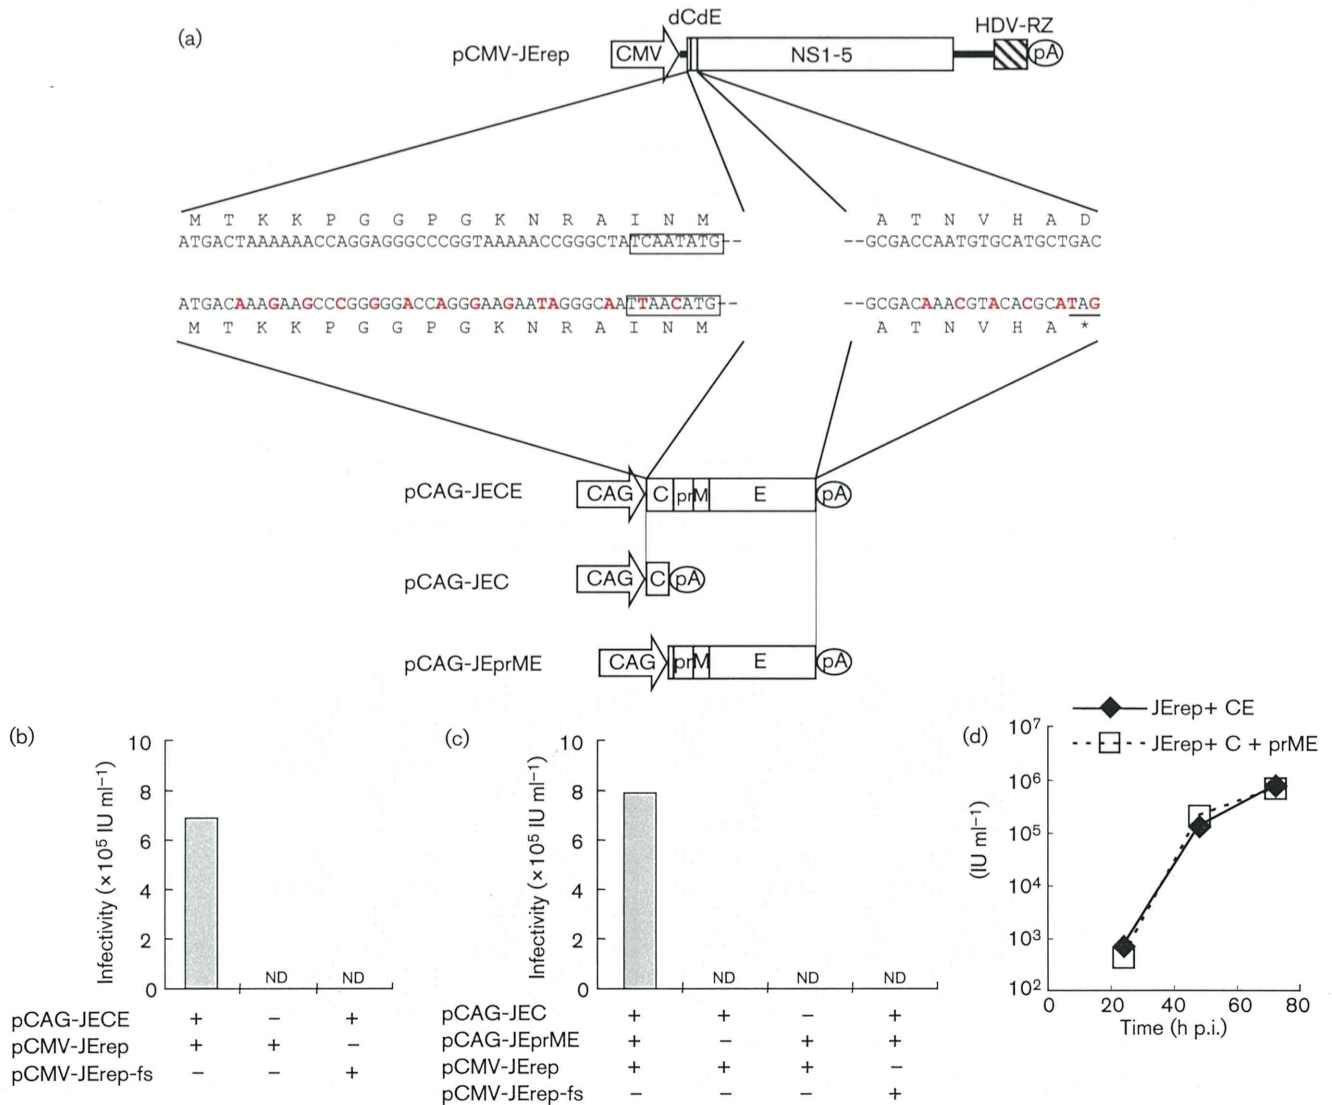 (a)
dCdE
HDV-RZ
pCMV-JErep CMV NS1-5 pA
M T K K P G G P G K N R A I N M A T N V H A D
ATGACTAAAAAACCAGGAGGGCCCGGTAAAAACCGGGCTATCAATATG-- --GCGACCAATGTGCATGCTGAC
ATGACAAAGAAGCCCGGGGGACCAGGGAAGAATAGGGCAATTAACATG-- --GCGACAAACGTACACGCATAG
M T K K P G G P G K N R A I N M A T N V H A *
pCAG-JECE CAG C prM E pA
pCAG-JEC CAG C pA
pCAG-JEprME CAG prM E pA
(b)
Infectivity (×10⁵ IU ml⁻¹)
10
8
6
4
2
0
ND ND
pCAG-JECE + − +
pCMV-JErep + + −
pCMV-JErep-fs − − +
(c)
Infectivity (×10⁵ IU ml⁻¹)
10
8
6
4
2
0
ND ND ND
pCAG-JEC + + − +
pCAG-JEprME + − + +
pCMV-JErep + + + −
pCMV-JErep-fs − − − +
(d)
JErep+ CE
JErep+ C + prME
(IU ml⁻¹)
10⁷
10⁶
10⁵
10⁴
10³
10²
0 20 40 60 80
Time (h p.i.)